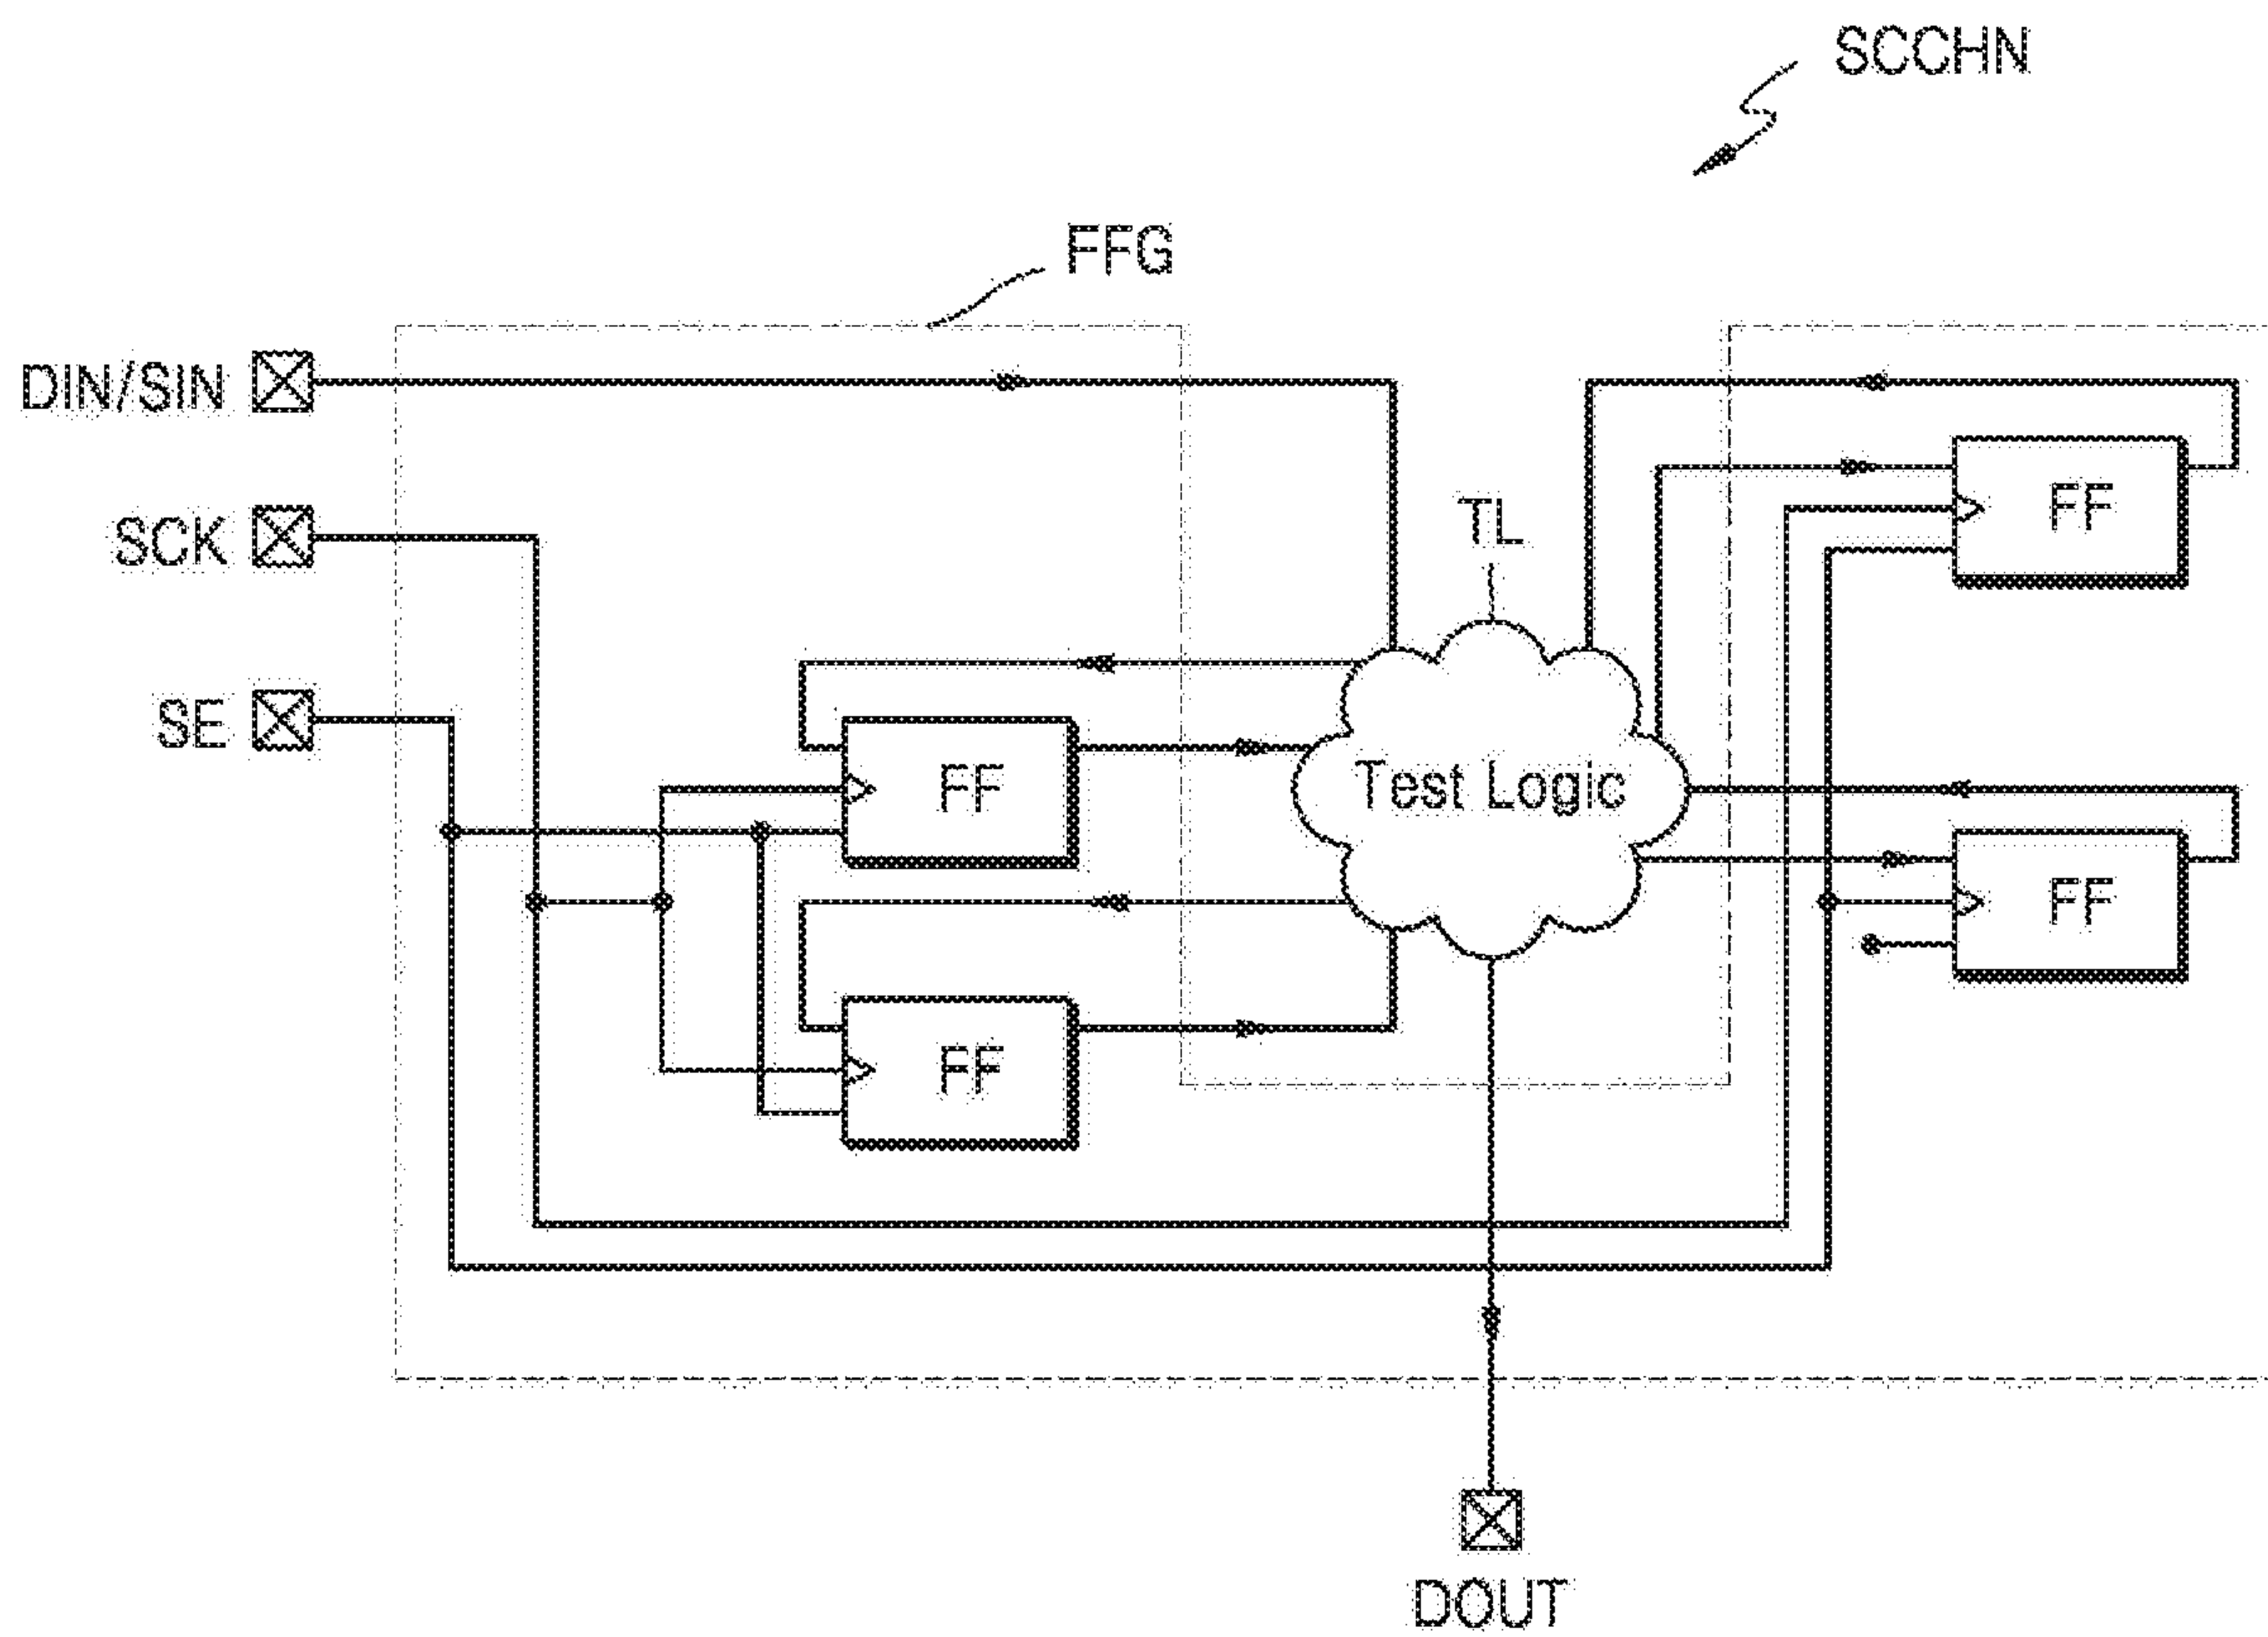 SCCHN
FFG
DIN/SIN
SCK
TL
FF
SE
FF
Test Logic
FF
FF
DOUT